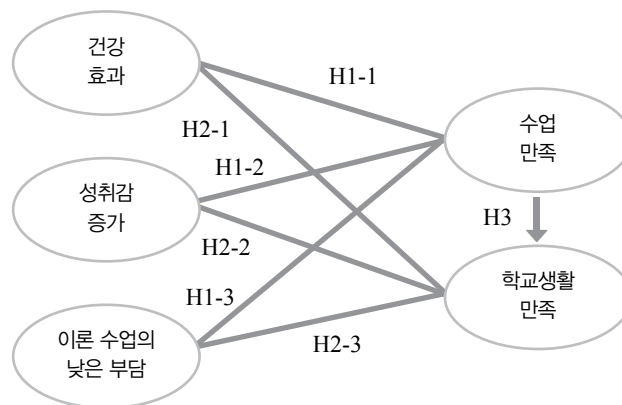 건강
효과
H1-1
수업
만족
H2-1
H1-2
성취감
증가
H3
H2-2
학교생활
만족
H1-3
이론 수업의
낮은 부담
H2-3